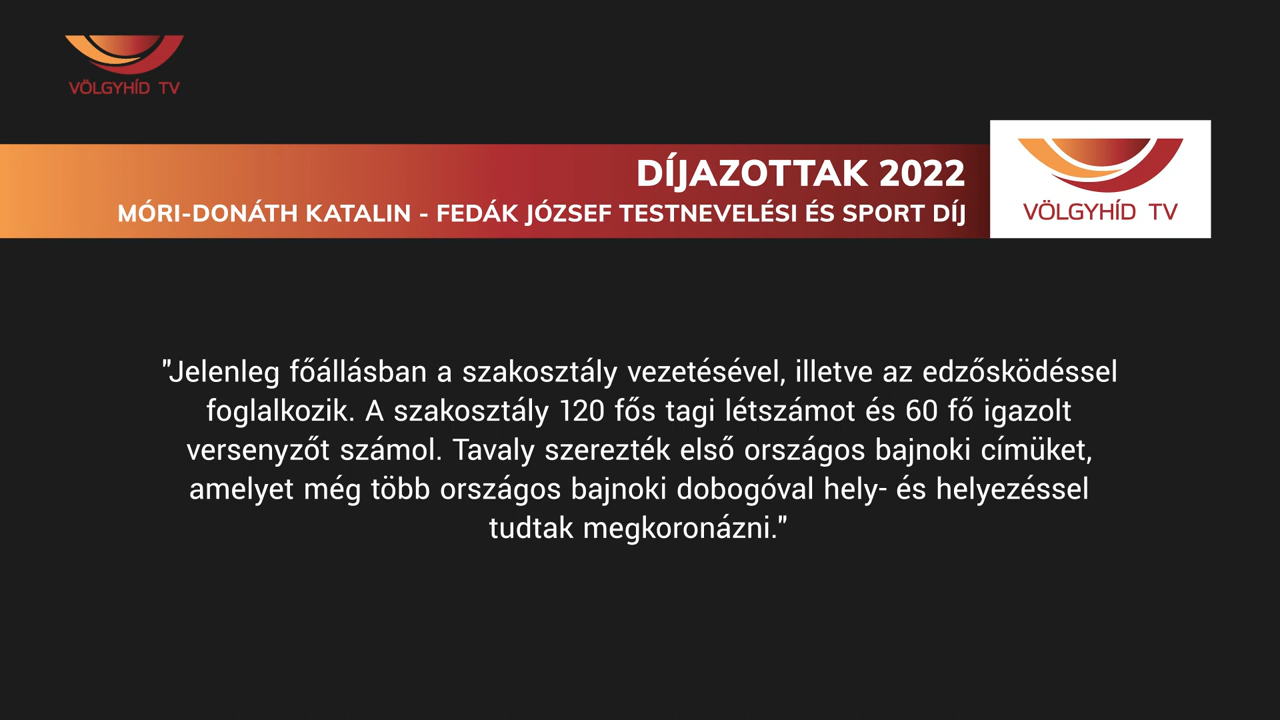 VÖLGYHÍD TV
DÍJAZOTTAK 2022
MÓRI-DONÁTH KATALIN - FEDÁK JÓZSEF TESTNEVELÉSI ÉS SPORT DÍJ
VÖLGYHÍD TV
"Jelenleg főállásban a szakosztály vezetésével, illetve az edzősködéssel
foglalkozik. A szakosztály 120 fős tagi létszámot és 60 fő igazolt
versenyzőt számol. Tavaly szerezték első országos bajnoki címüket,
amelyet még több országos bajnoki dobogóval hely- és helyezéssel
tudtak megkoronázni."